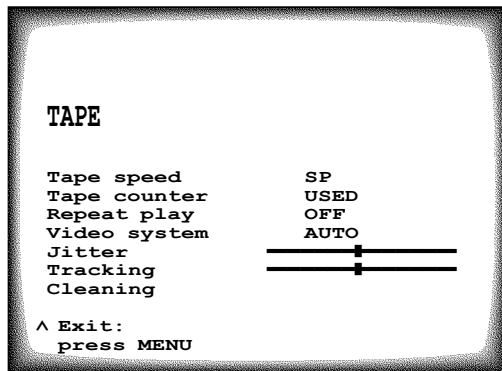 TAPE
Tape speed SP
Tape counter USED
Repeat play OFF
Video system AUTO
Jitter
Tracking
Cleaning
^ Exit:
press MENU